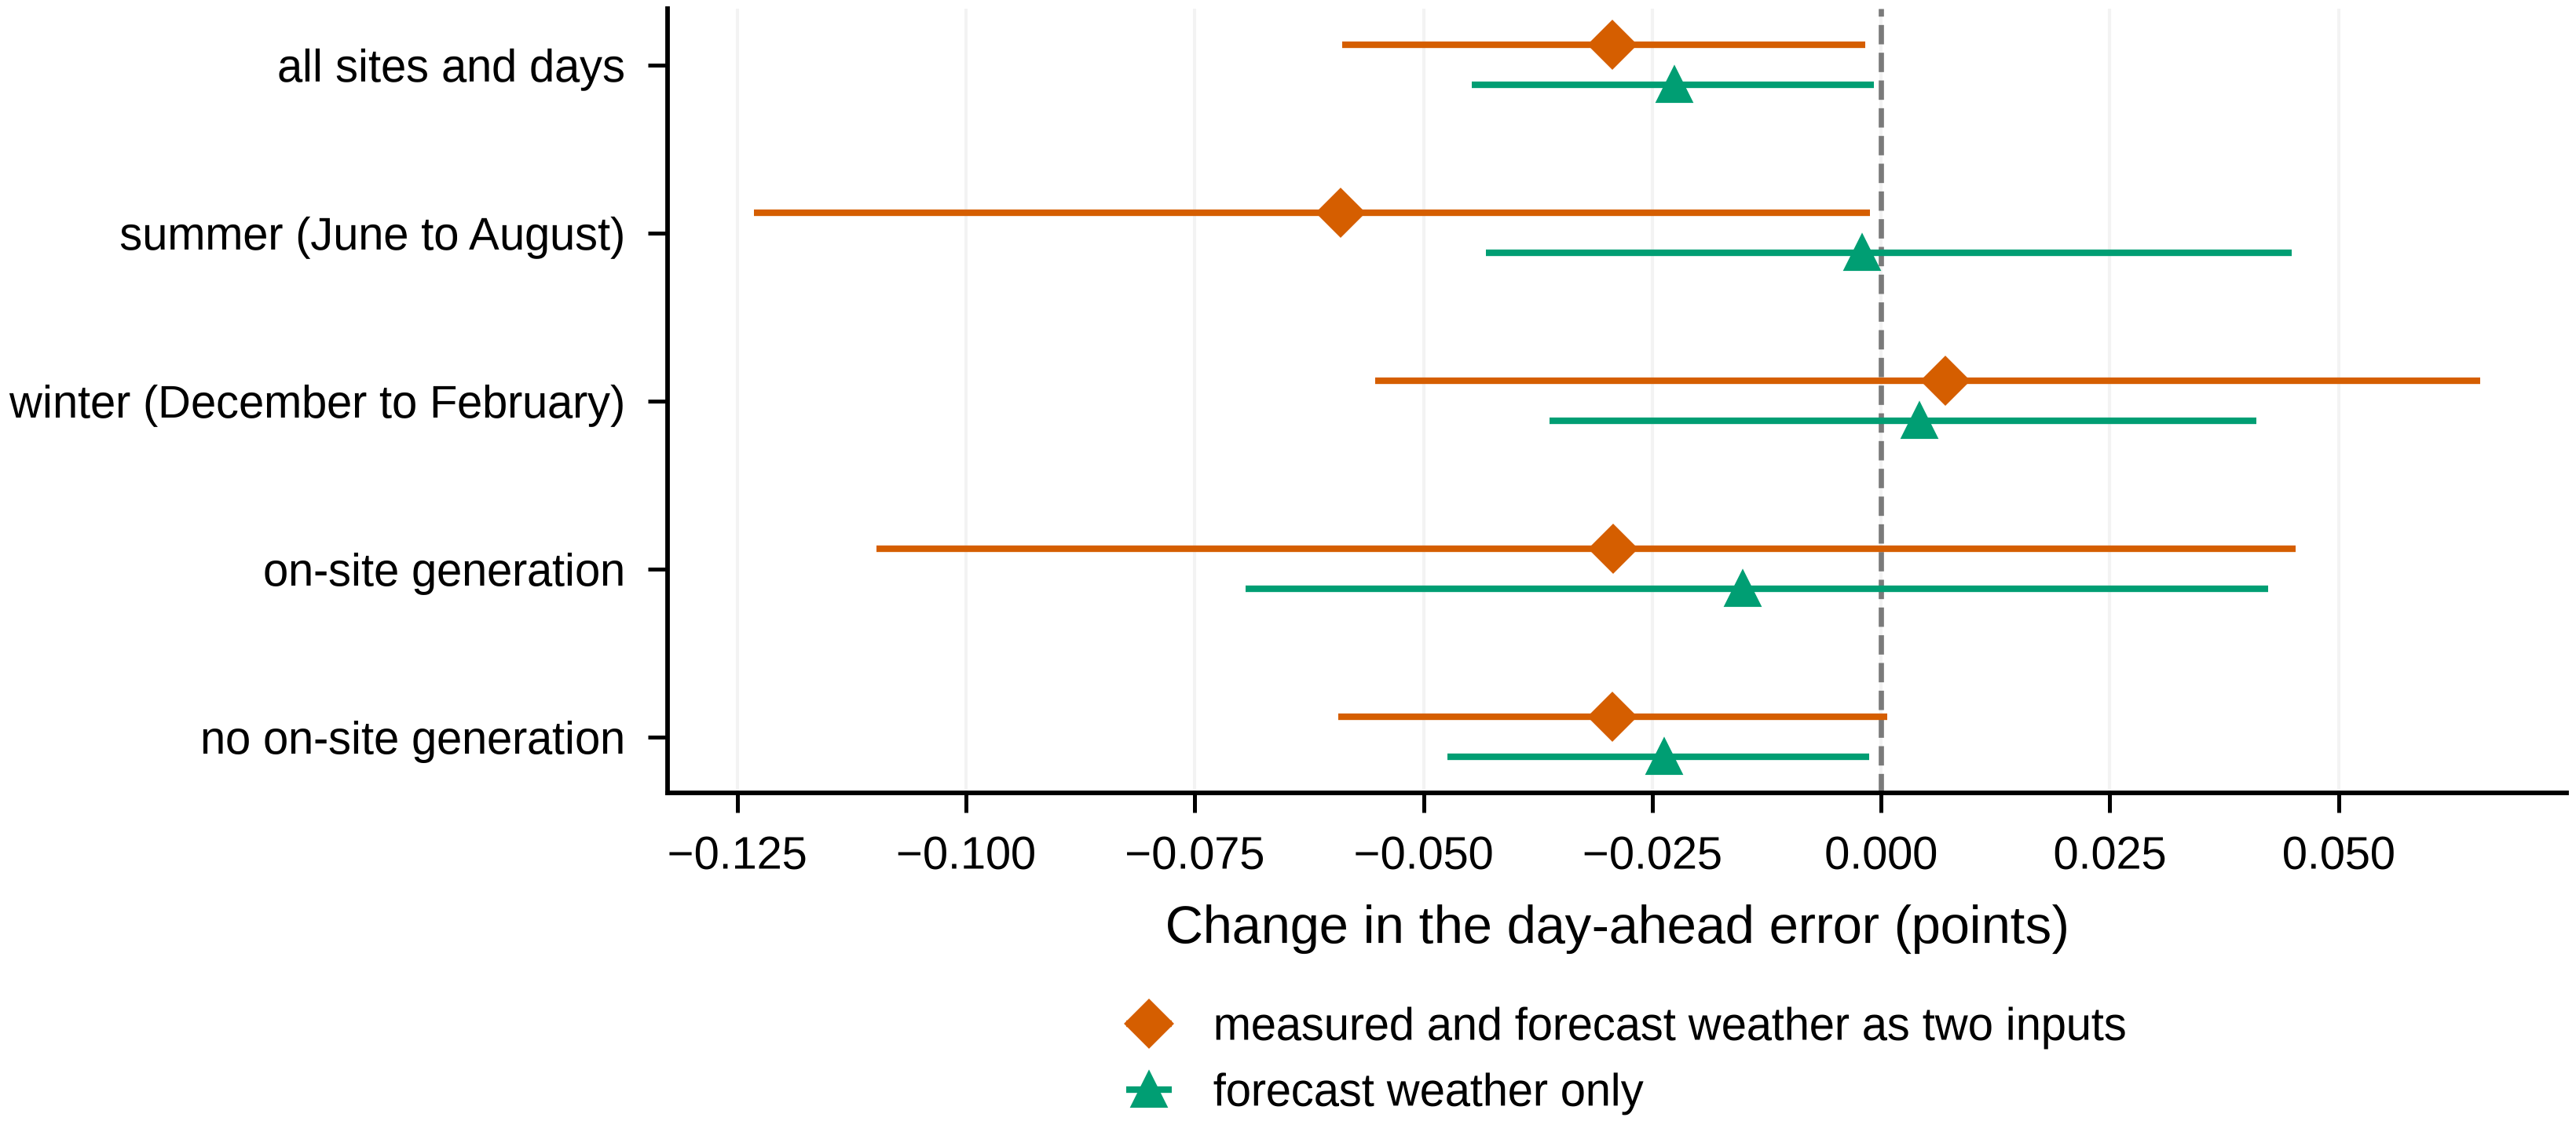 all sites and days
summer (June to August)
winter (December to February)
on-site generation
no on-site generation
−0.125 −0.100 −0.075 −0.050 −0.025 0.000 0.025 0.050
Change in the day-ahead error (points)
measured and forecast weather as two inputs
forecast weather only